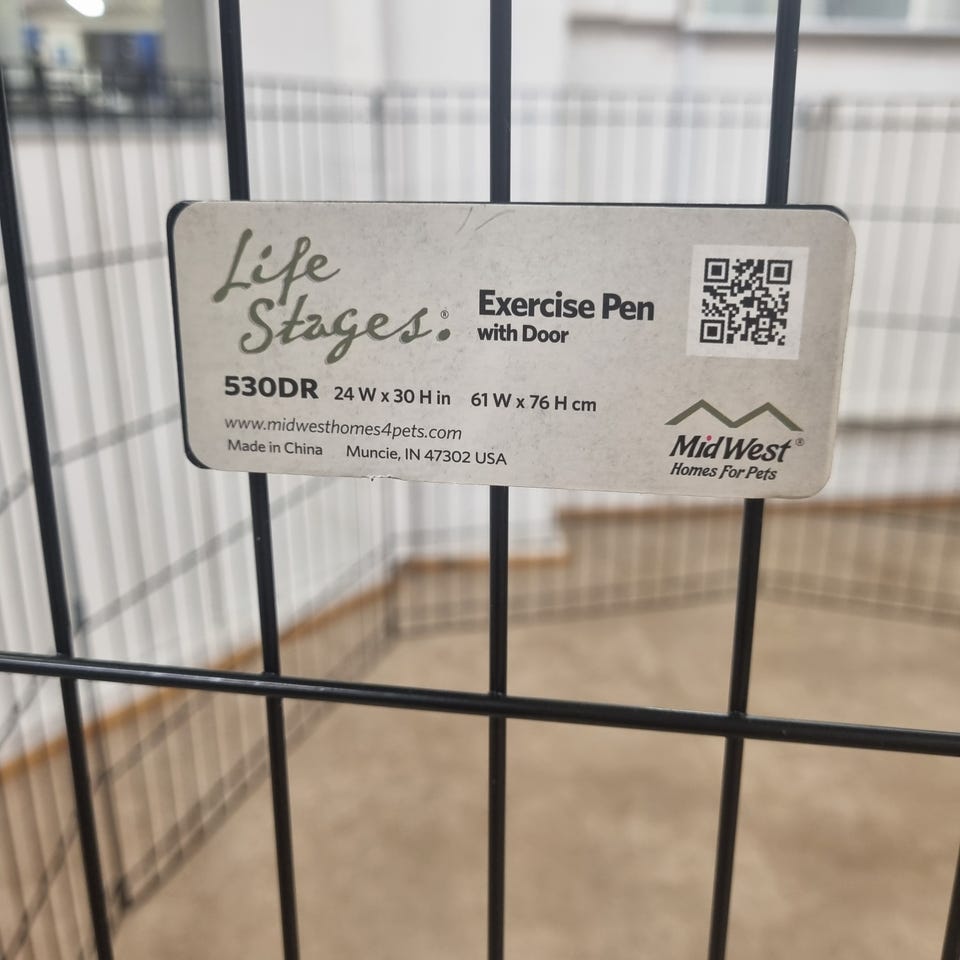 Life
Stages®
Exercise Pen
with Door
530DR 24 W x 30 H in 61 W x 76 H cm
www.midwesthomes4pets.com
Made in China Muncie, IN 47302 USA
MidWest®
Homes For Pets